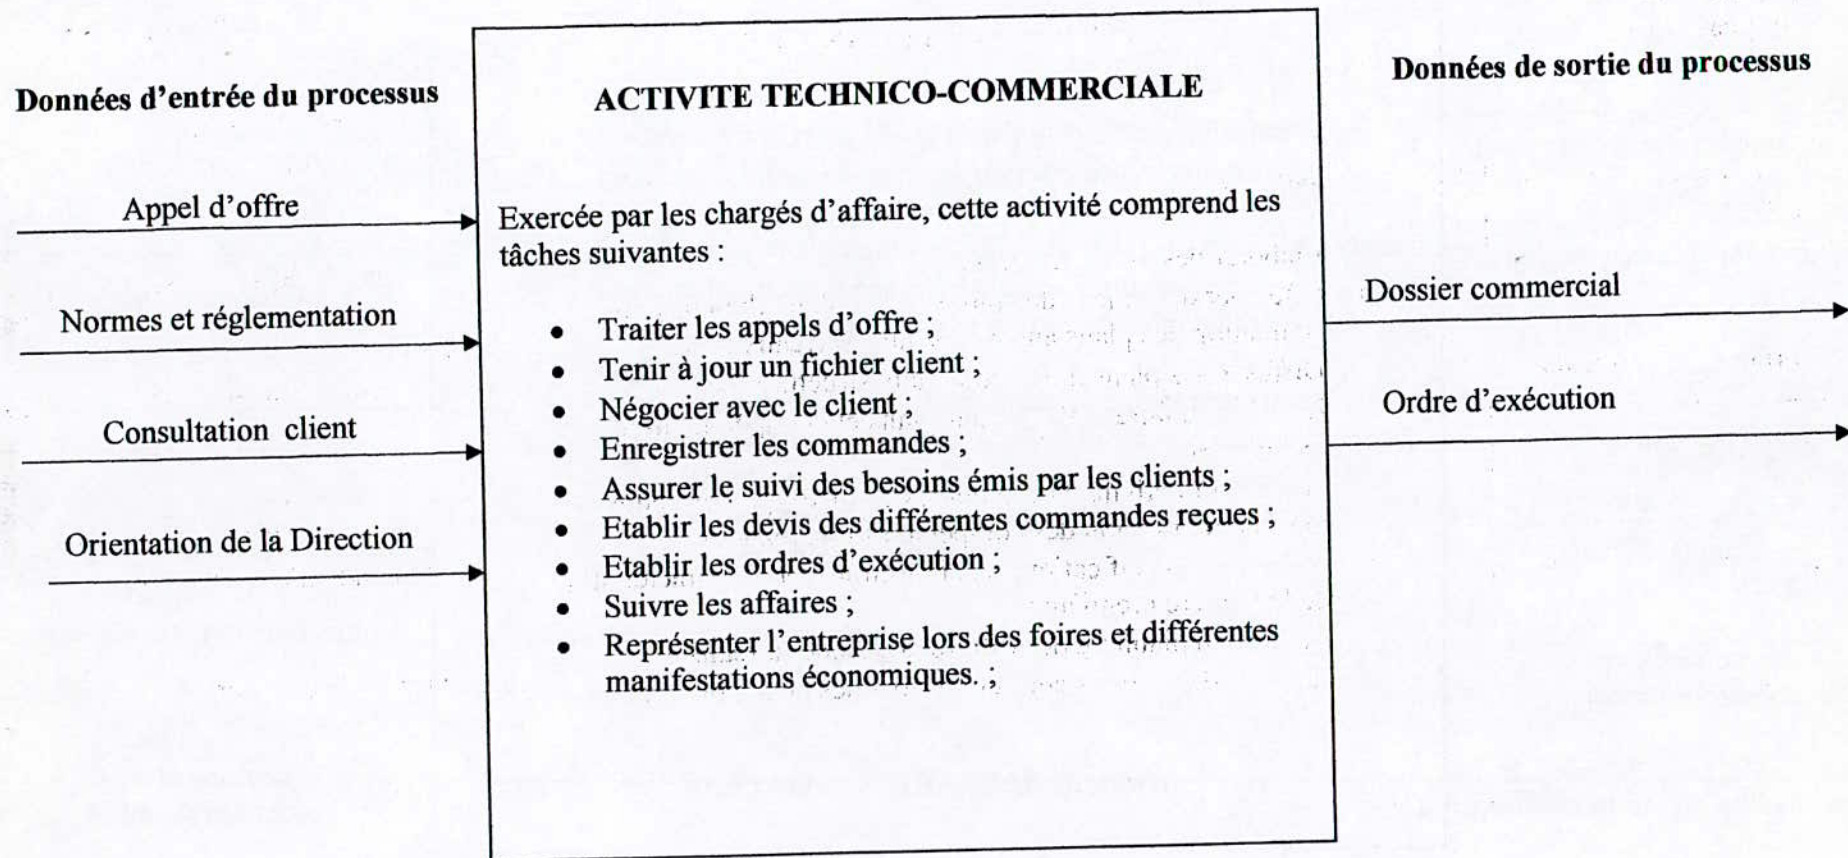 Données d'entrée du processus
Appel d'offre
Normes et réglementation
Consultation client
Orientation de la Direction
ACTIVITE TECHNICO-COMMERCIALE
Exercée par les chargés d'affaire, cette activité comprend les
tâches suivantes :
• Traiter les appels d'offre ;
• Tenir à jour un fichier client ;
• Négocier avec le client ;
• Enregistrer les commandes ;
• Assurer le suivi des besoins émis par les clients ;
• Etablir les devis des différentes commandes reçues ;
• Etablir les ordres d'exécution ;
• Suivre les affaires ;
• Représenter l'entreprise lors des foires et différentes
manifestations économiques. ;
Données de sortie du processus
Dossier commercial
Ordre d'exécution